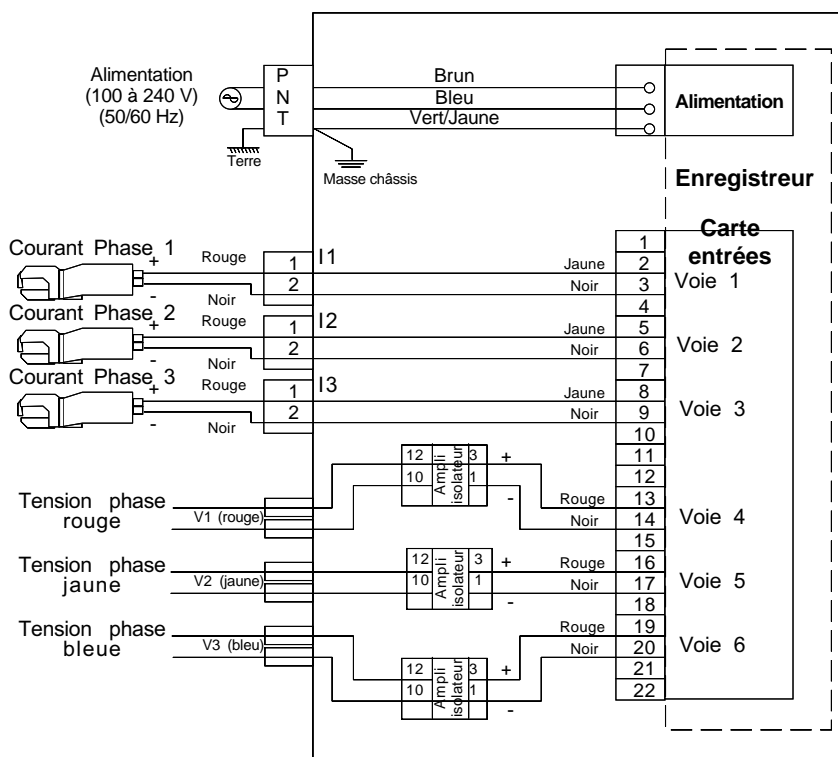 Alimentation
(100 à 240 V)
(50/60 Hz)
P
N
T
Brun
Bleu
Vert/Jaune
Alimentation
Terre
Masse châssis
Enregistreur
Carte
entrées
Courant Phase 1
+
-
Rouge
Noir
1
2
I1
Jaune
Noir
Voie 1
Courant Phase 2
+
-
Rouge
Noir
1
2
I2
Jaune
Noir
Voie 2
Courant Phase 3
+
-
Rouge
Noir
1
2
I3
Jaune
Noir
Voie 3
1
2
3
4
5
6
7
8
9
10
11
12
13
14
15
16
17
18
19
20
21
22
Tension phase
rouge
V1 (rouge)
12
10
Ampli
isolateur
3
1
+
-
Rouge
Noir
Voie 4
Tension phase
jaune
V2 (jaune)
12
10
Ampli
isolateur
3
1
+
-
Rouge
Noir
Voie 5
Tension phase
bleue
V3 (bleu)
12
10
Ampli
isolateur
3
1
+
-
Rouge
Noir
Voie 6